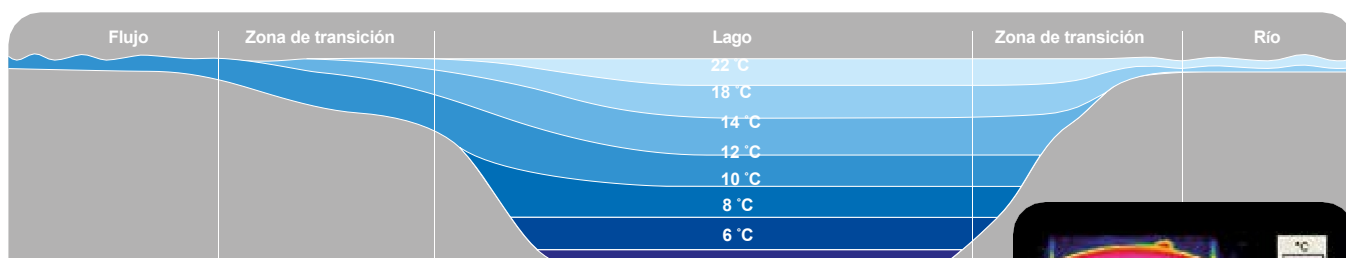 Flujo
Zona de transición
Lago
Zona de transición
Río
22 ˚C
18 ˚C
14 ˚C
12 ˚C
10 ˚C
8 ˚C
6 ˚C
°C